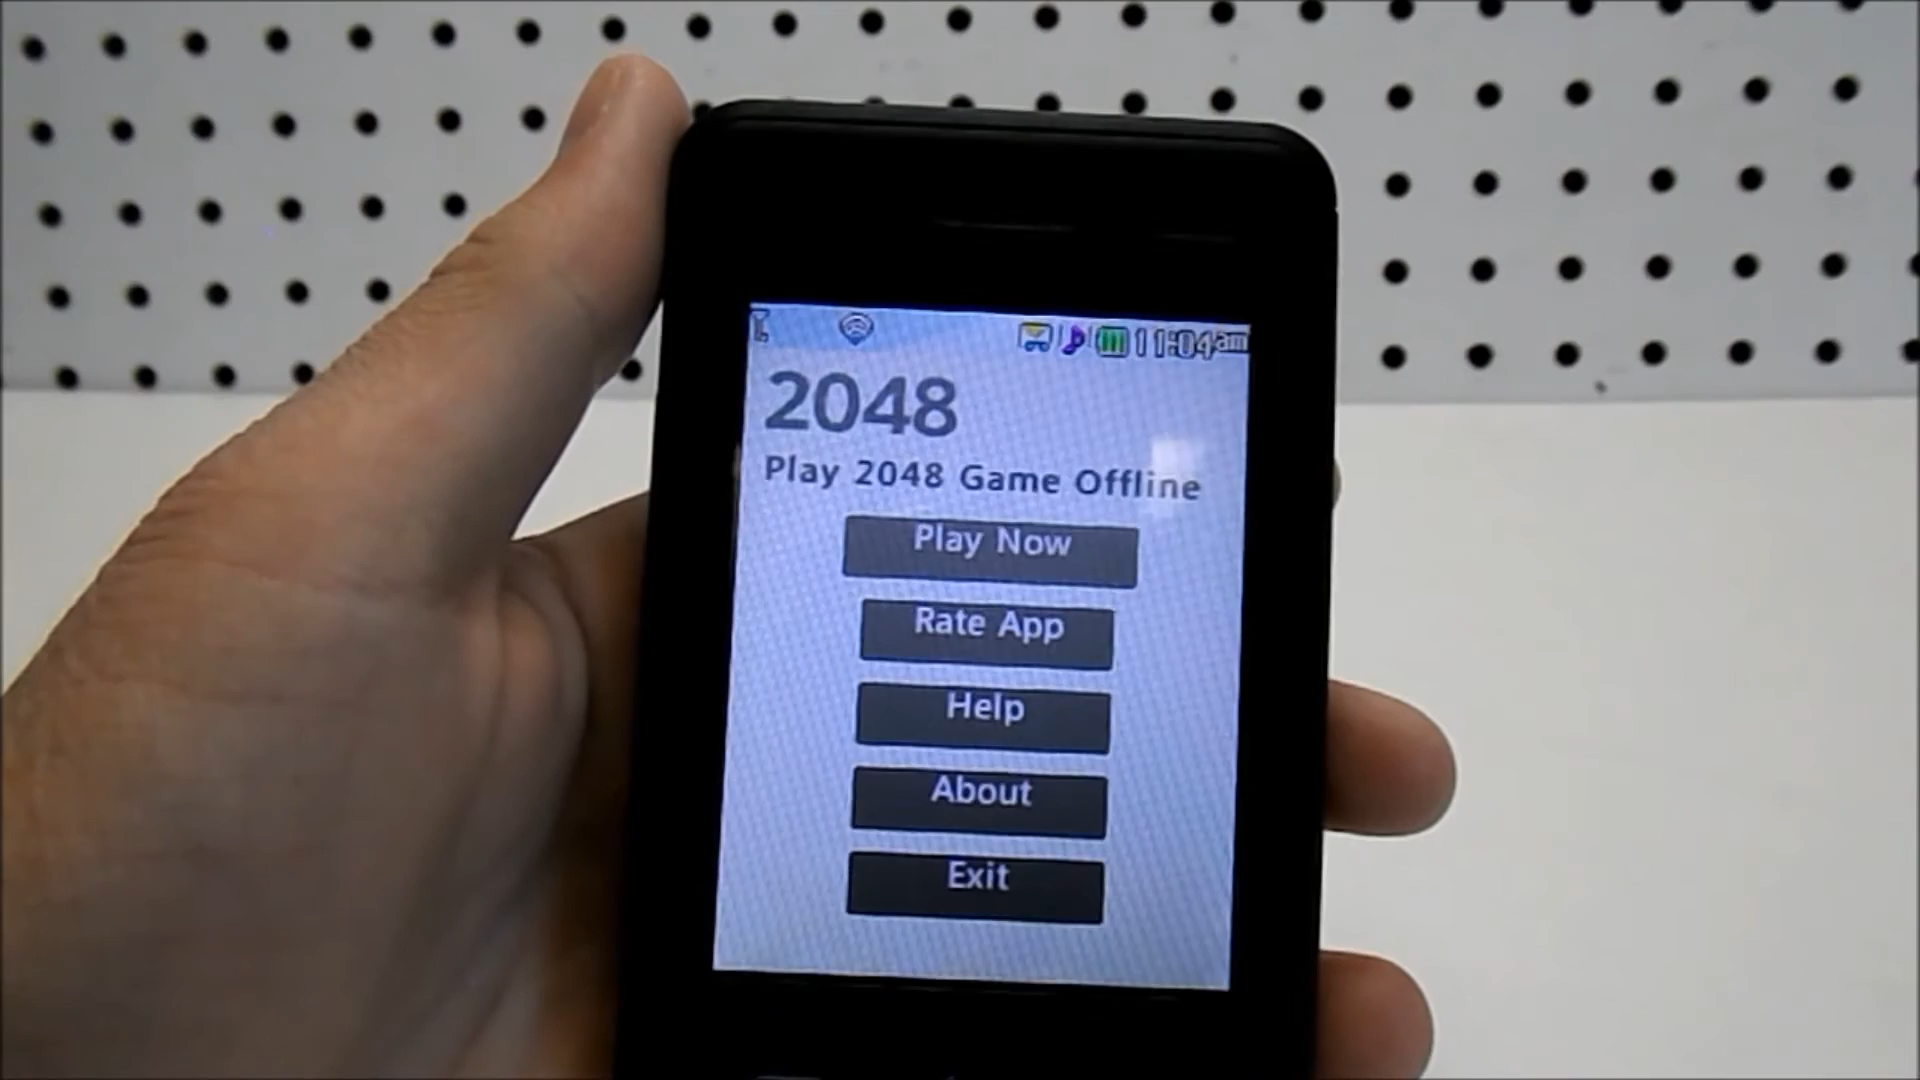 11:04am
2048
Play 2048 Game Offline
Play Now
Rate App
Help
About
Exit